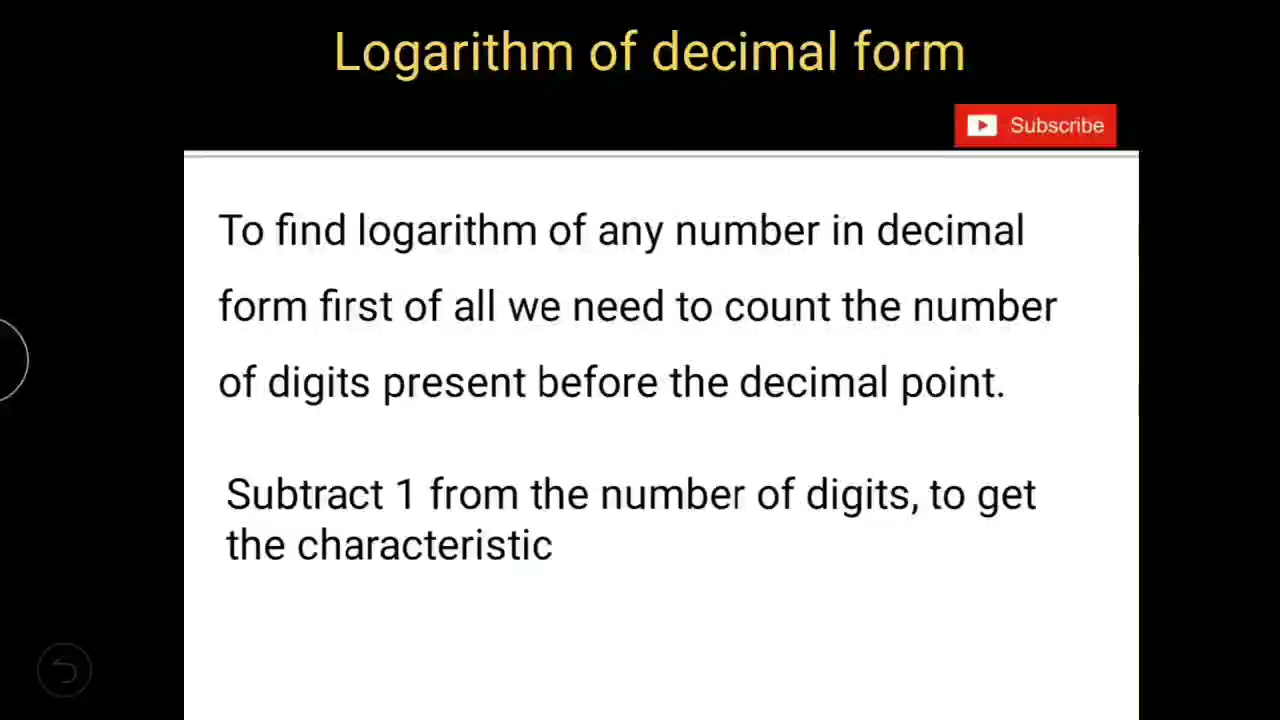 Logarithm of decimal form
Subscribe
To find logarithm of any number in decimal
form first of all we need to count the number
of digits present before the decimal point.
Subtract 1 from the number of digits, to get
the characteristic